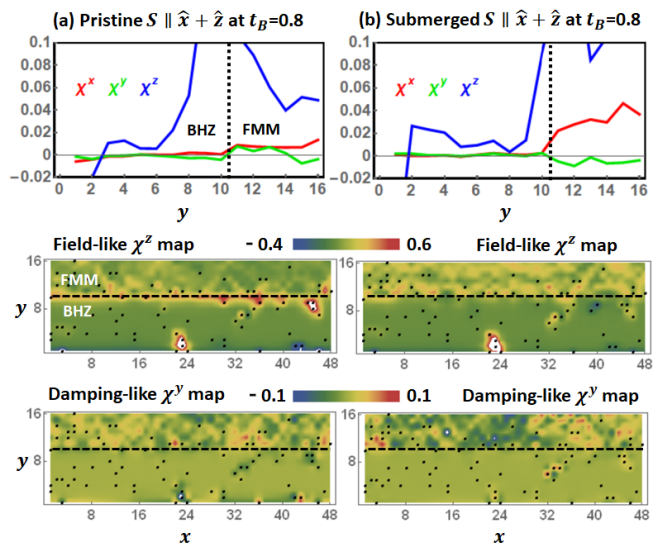 (a) Pristine S ∥ x̂ + ẑ at t_B=0.8
(b) Submerged S ∥ x̂ + ẑ at t_B=0.8
0.1
0.08
0.06
0.04
0.02
0
-0.02
χ^x χ^y χ^z
BHZ FMM
0 2 4 6 8 10 12 14 16
y
0.1
0.08
0.06
0.04
0.02
0
-0.02
χ^x χ^y χ^z
0 2 4 6 8 10 12 14 16
y
Field-like χ^z map
- 0.4 0.6
Field-like χ^z map
y
16
8
FMM
BHZ
8 16 24 32 40 48
16
8
8 16 24 32 40 48
Damping-like χ^y map
- 0.1 0.1
Damping-like χ^y map
y
16
8
8 16 24 32 40 48
x
16
8
8 16 24 32 40 48
x